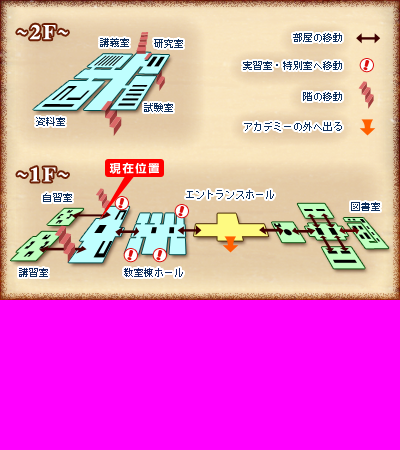 ~2F~
講義室
研究室
試験室
資料室
部屋の移動
実習室・特別室へ移動
階の移動
アカデミーの外へ出る
~1F~
現在位置
自習室
エントランスホール
図書室
講習室
教室棟ホール